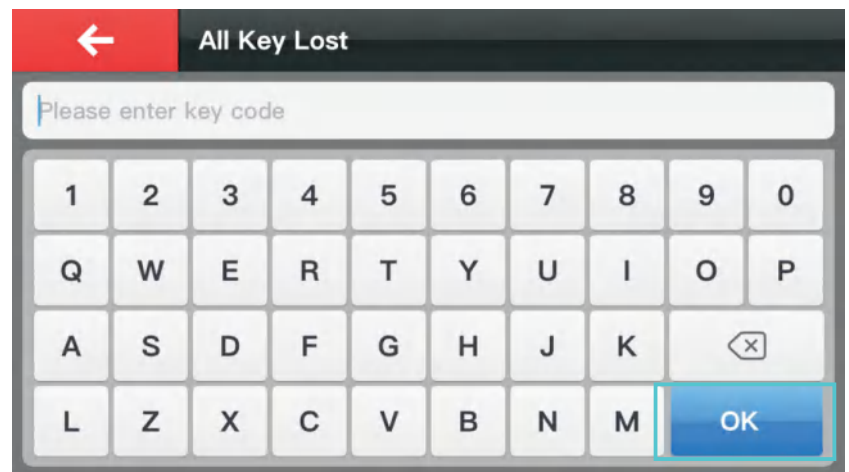 All Key Lost
Please enter key code
1 2 3 4 5 6 7 8 9 0
Q W E R T Y U I O P
A S D F G H J K
L Z X C V B N M OK